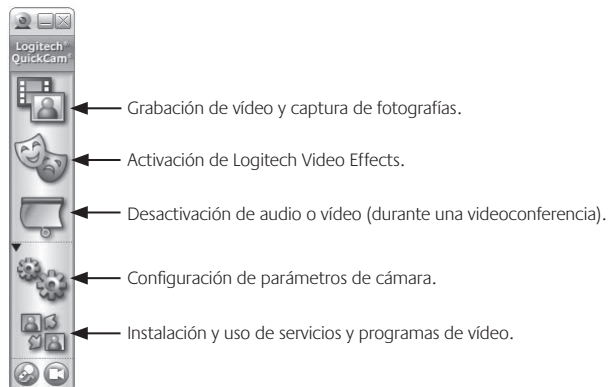 Logitech®
QuickCam®
Grabación de vídeo y captura de fotografías.
Activación de Logitech Video Effects.
Desactivación de audio o vídeo (durante una videoconferencia).
Configuración de parámetros de cámara.
Instalación y uso de servicios y programas de vídeo.